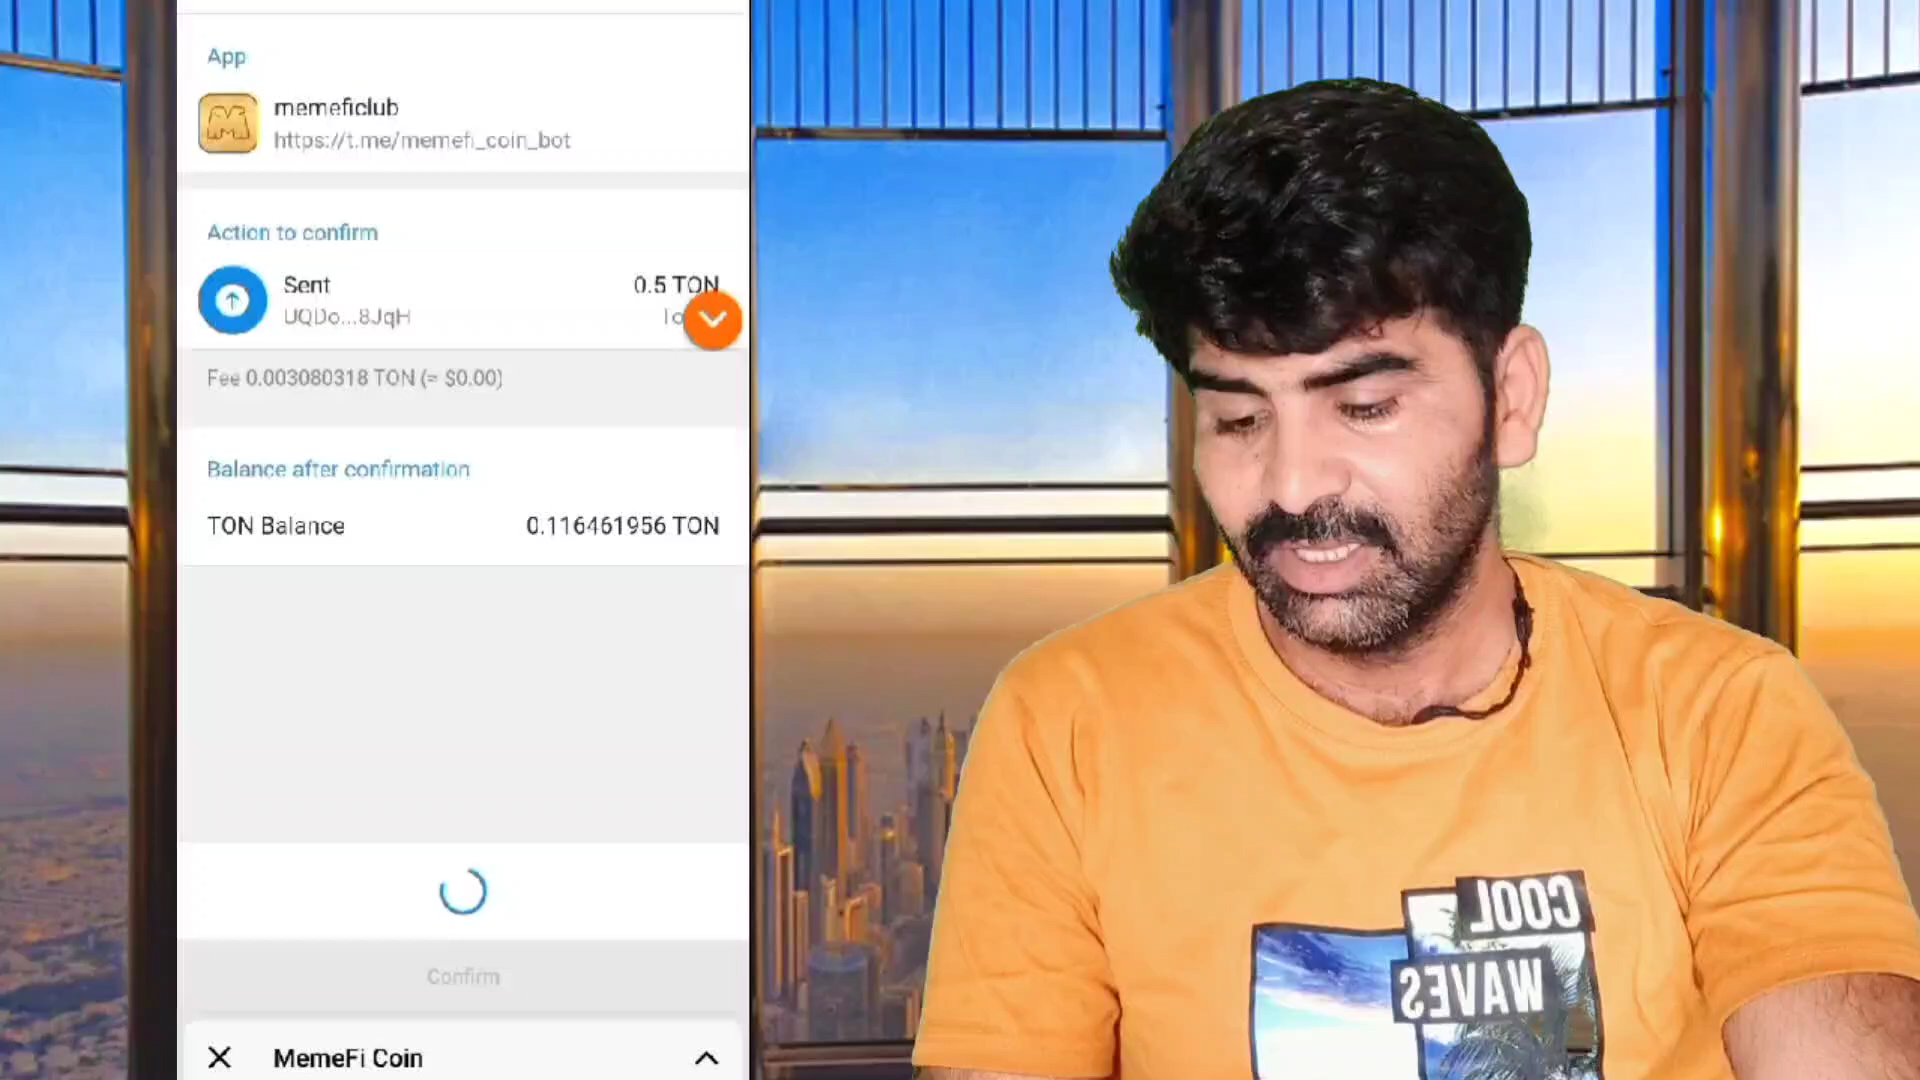 App
memeficlub
https://t.me/memefi_coin_bot
Action to confirm
Sent
0.5 TON
UQDo...8JqH
To
Fee 0.003080318 TON (≈ $0.00)
Balance after confirmation
TON Balance
0.116461956 TON
Confirm
MemeFi Coin
COOL
WAVES